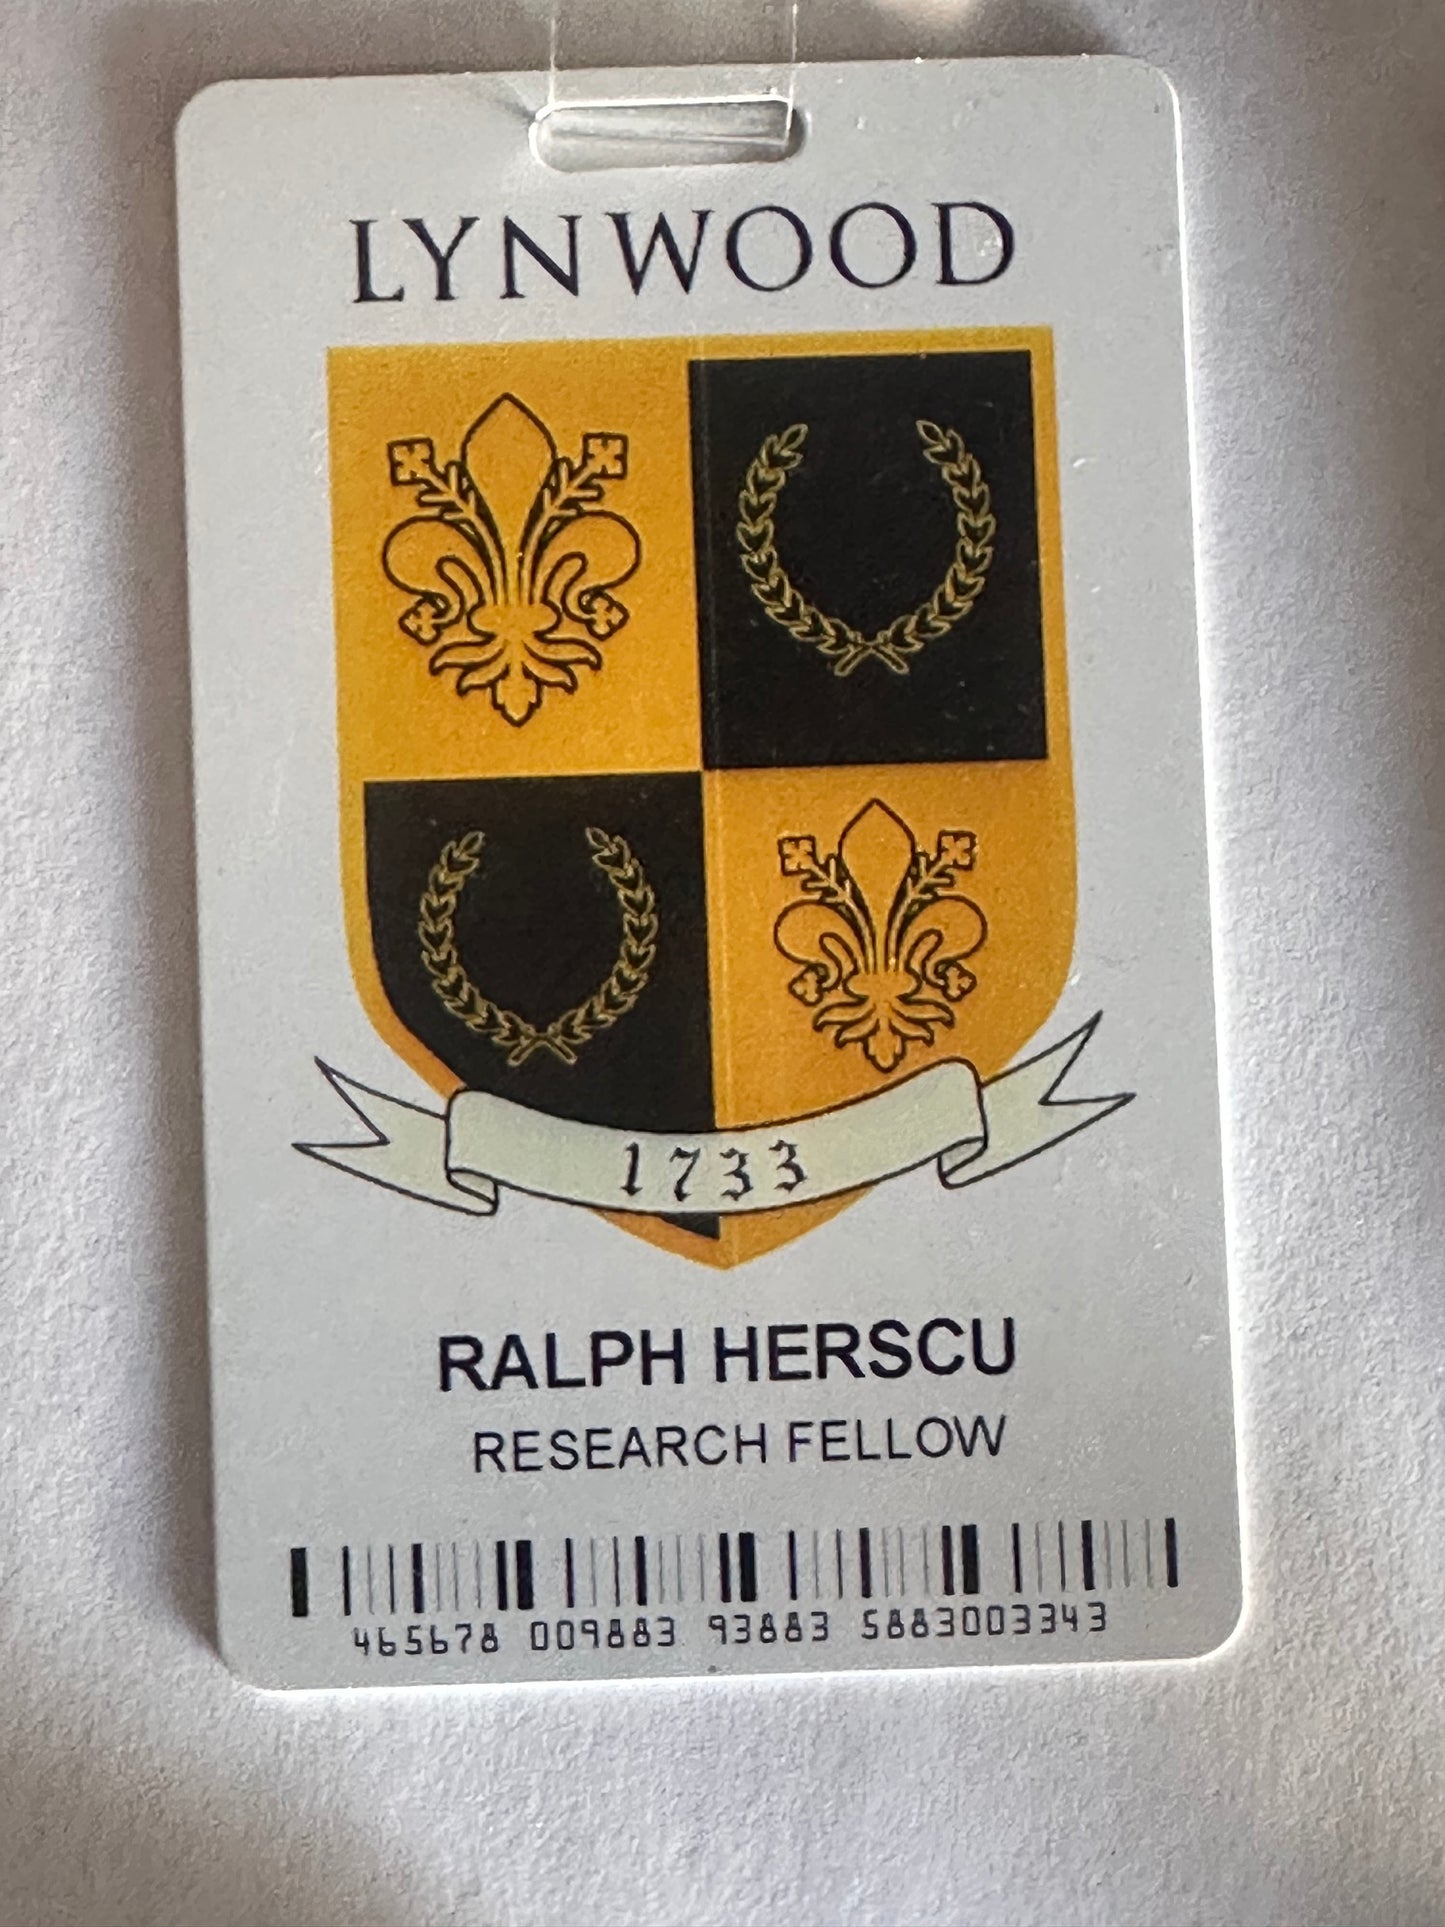 LYNWOOD
1733
RALPH HERSCU
RESEARCH FELLOW
465678 009883 93883 5883003343